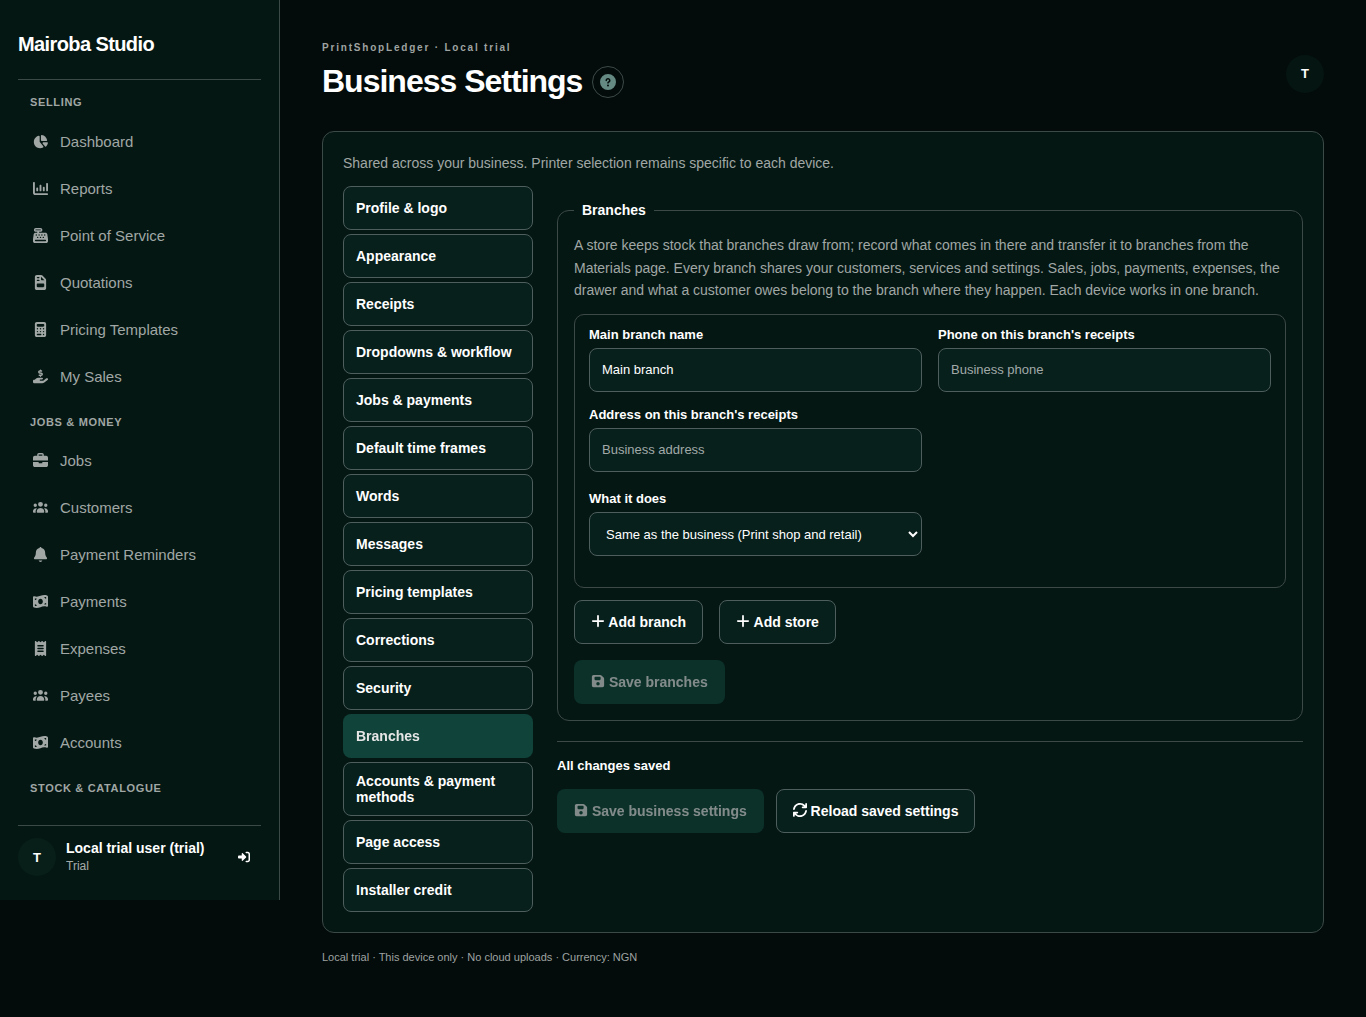 Mairoba Studio
SELLING
Dashboard
Reports
Point of Service
Quotations
Pricing Templates
My Sales
JOBS & MONEY
Jobs
Customers
Payment Reminders
Payments
Expenses
Payees
Accounts
STOCK & CATALOGUE
T
Local trial user (trial)
Trial
PrintShopLedger · Local trial
Business Settings
?
T
Shared across your business. Printer selection remains specific to each device.
Profile & logo
Appearance
Receipts
Dropdowns & workflow
Jobs & payments
Default time frames
Words
Messages
Pricing templates
Corrections
Security
Branches
Accounts & payment
methods
Page access
Installer credit
Branches
A store keeps stock that branches draw from; record what comes in there and transfer it to branches from the
Materials page. Every branch shares your customers, services and settings. Sales, jobs, payments, expenses, the
drawer and what a customer owes belong to the branch where they happen. Each device works in one branch.
Main branch name
Main branch
Phone on this branch's receipts
Business phone
Address on this branch's receipts
Business address
What it does
Same as the business (Print shop and retail)
Add branch
Add store
Save branches
All changes saved
Save business settings
Reload saved settings
Local trial · This device only · No cloud uploads · Currency: NGN